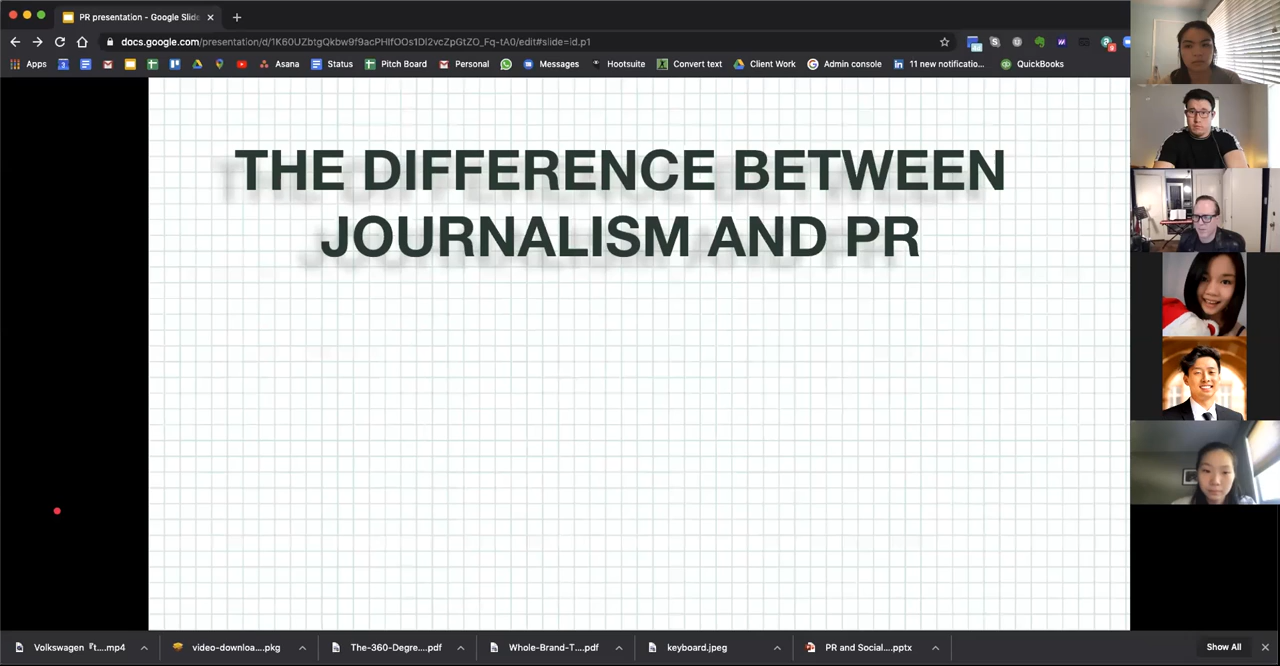 PR presentation - Google Slide
docs.google.com/presentation/d/1K60UZbtgQkbw9f9acPHIfOOs1DI2vcZpGtZO_Fq-tA0/edit#slide=id.p1
Apps Asana Status Pitch Board Personal Messages Hootsuite Convert text Client Work Admin console 11 new notificatio... QuickBooks
THE DIFFERENCE BETWEEN
JOURNALISM AND PR
Volkswagen『t....mp4 video-downloa....pkg The-360-Degre....pdf Whole-Brand-T....pdf keyboard.jpeg PR and Social....pptx Show All